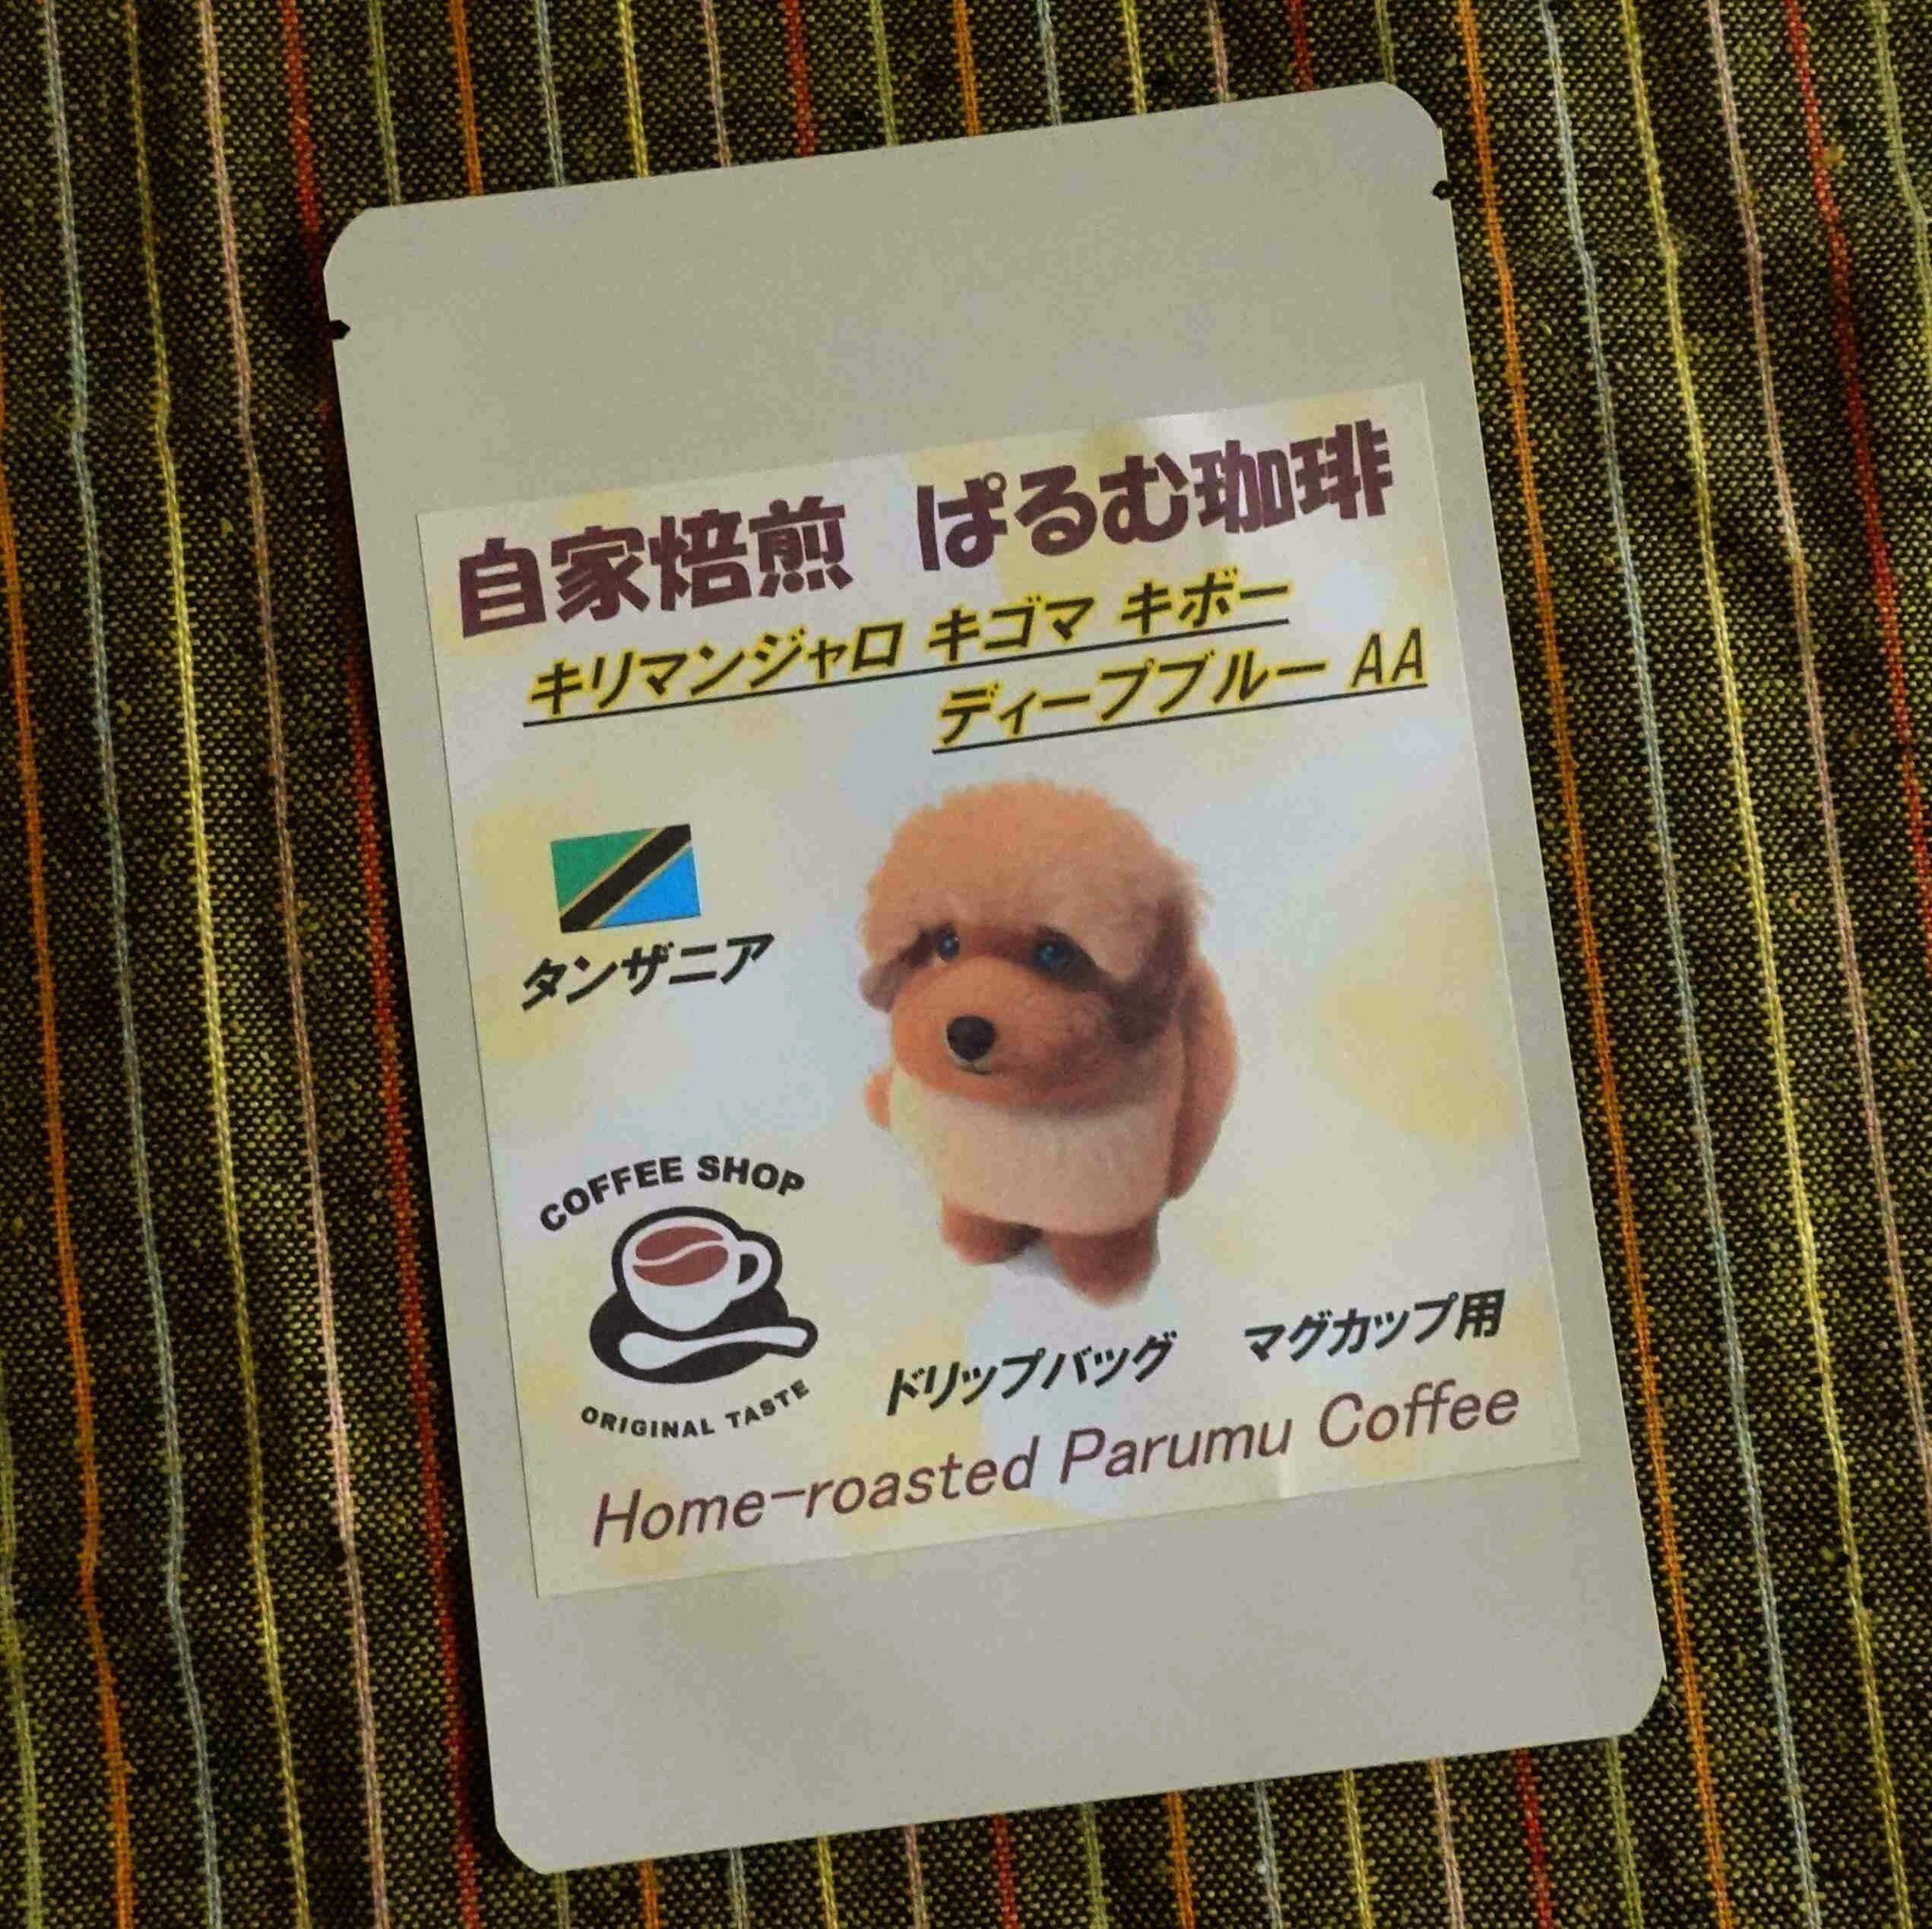 自家焙煎 ぱるむ珈琲
キリマンジャロ キゴマ キボー
ディープブルー AA
タンザニア
COFFEE SHOP
ORIGINAL TASTE
ドリップバッグ マグカップ用
Home-roasted Parumu Coffee